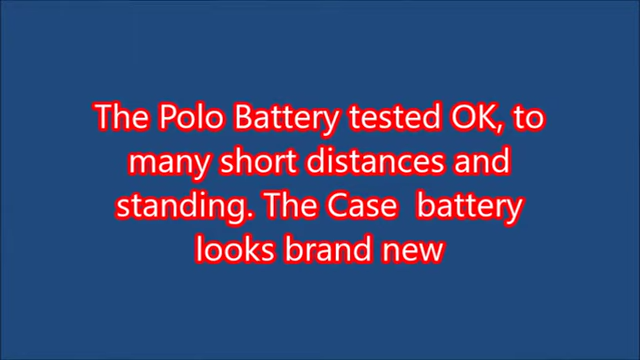 The Polo Battery tested OK, to
many short distances and
standing. The Case  battery
looks brand new